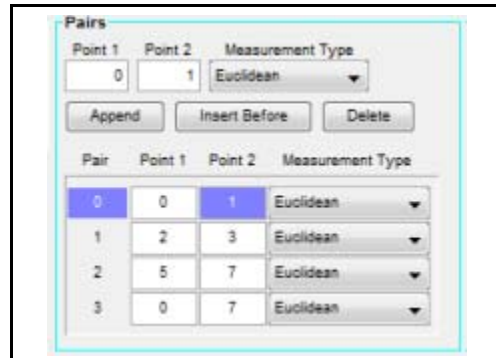 Pairs
Point 1 Point 2 Measurement Type
0 1 Euclidean
Append Insert Before Delete
Pair Point 1 Point 2 Measurement Type
0 0 1 Euclidean
1 2 3 Euclidean
2 5 7 Euclidean
3 0 7 Euclidean